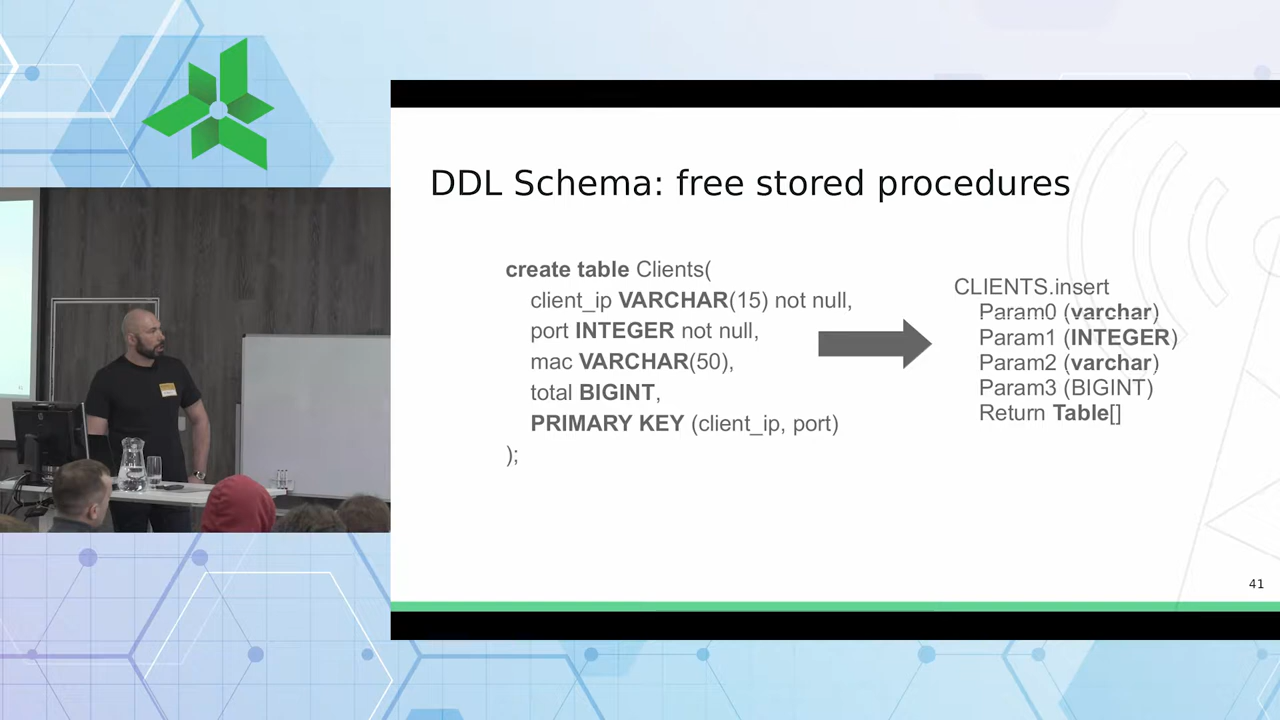 DDL Schema: free stored procedures
create table Clients(
client_ip VARCHAR(15) not null,
port INTEGER not null,
mac VARCHAR(50),
total BIGINT,
PRIMARY KEY (client_ip, port)
);
CLIENTS.insert
Param0 (varchar)
Param1 (INTEGER)
Param2 (varchar)
Param3 (BIGINT)
Return Table[]
41